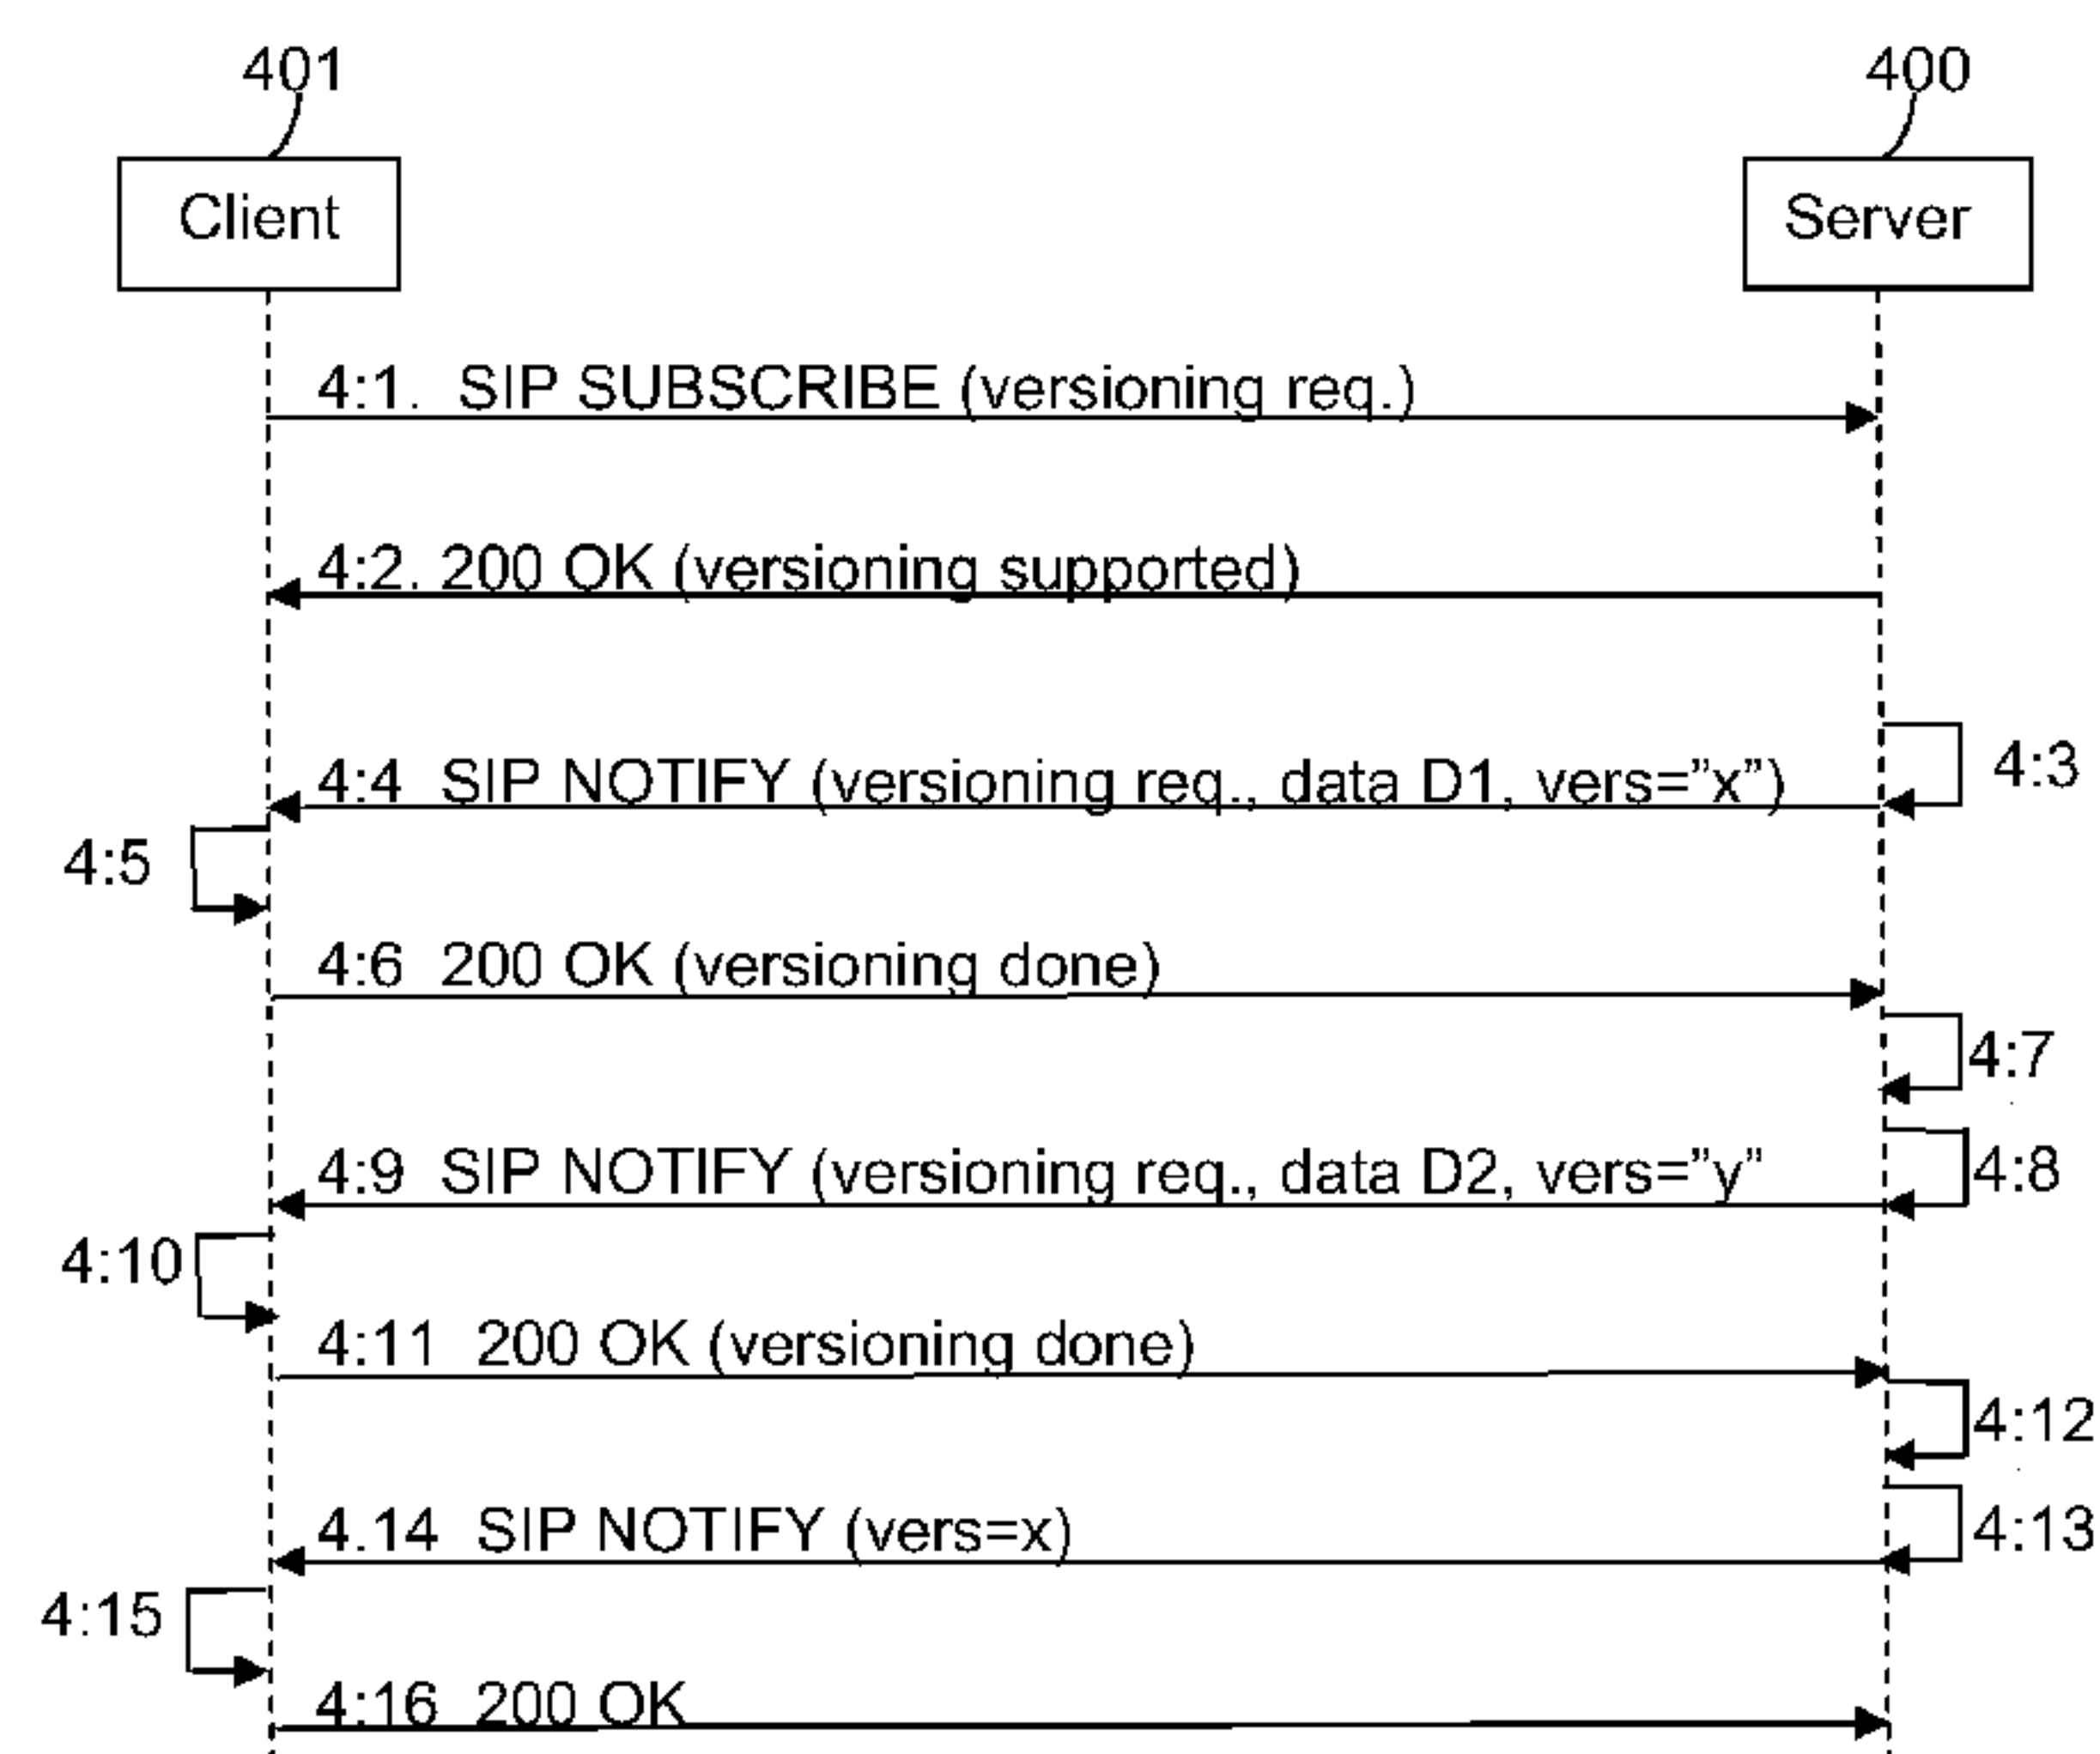 401
400
Client
Server
4:1. SIP SUBSCRIBE (versioning req.)
4:2. 200 OK (versioning supported)
4:3
4:4 SIP NOTIFY (versioning req., data D1, vers=”x”)
4:5
4:6 200 OK (versioning done)
4:7
4:8
4:9 SIP NOTIFY (versioning req., data D2, vers=”y”
4:10
4:11 200 OK (versioning done)
4:12
4:13
4.14 SIP NOTIFY (vers=x)
4:15
4:16 200 OK